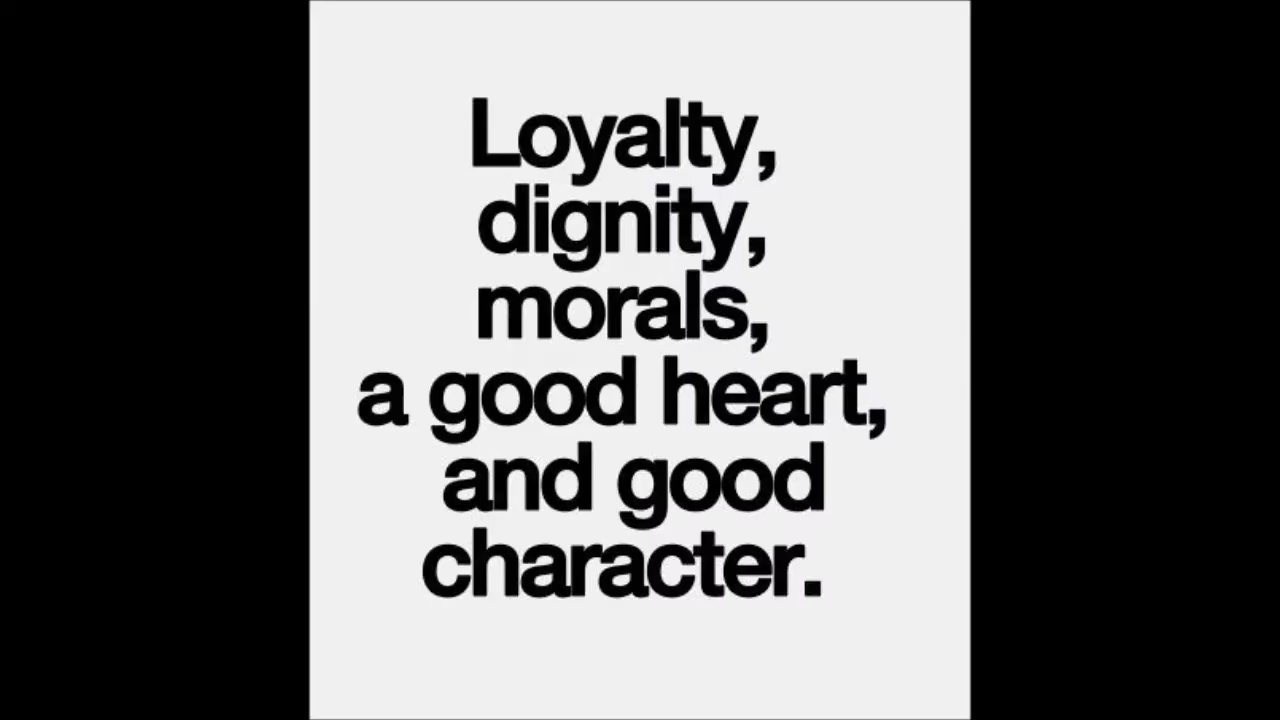 Loyalty,
dignity,
morals,
a good heart,
and good
character.